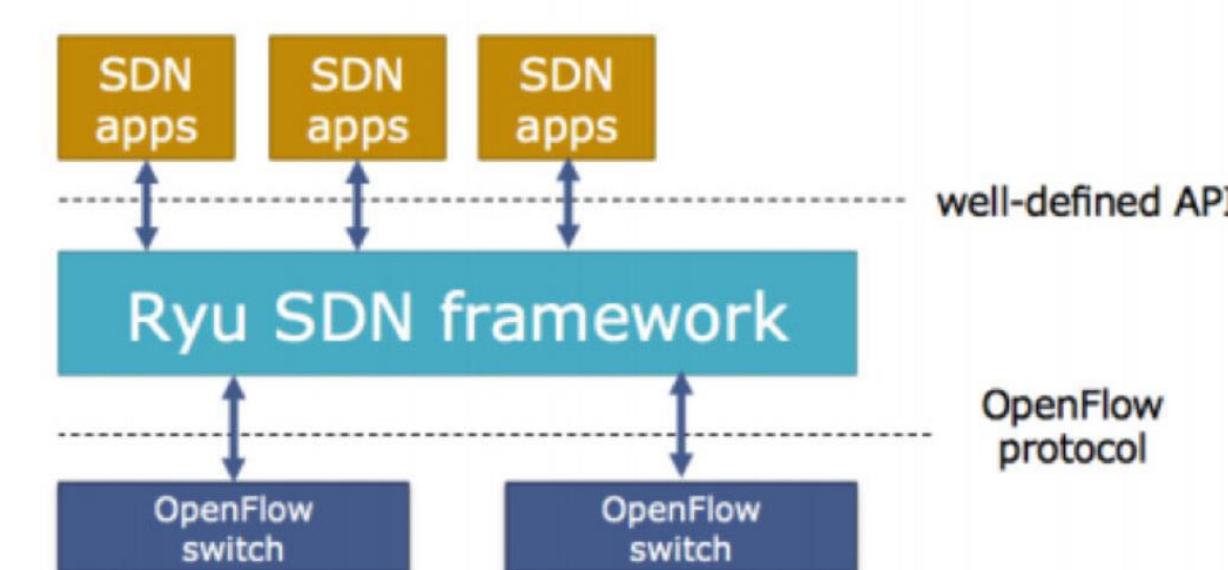 SDN
apps
SDN
apps
SDN
apps
well-defined API
Ryu SDN framework
OpenFlow
protocol
OpenFlow
switch
OpenFlow
switch